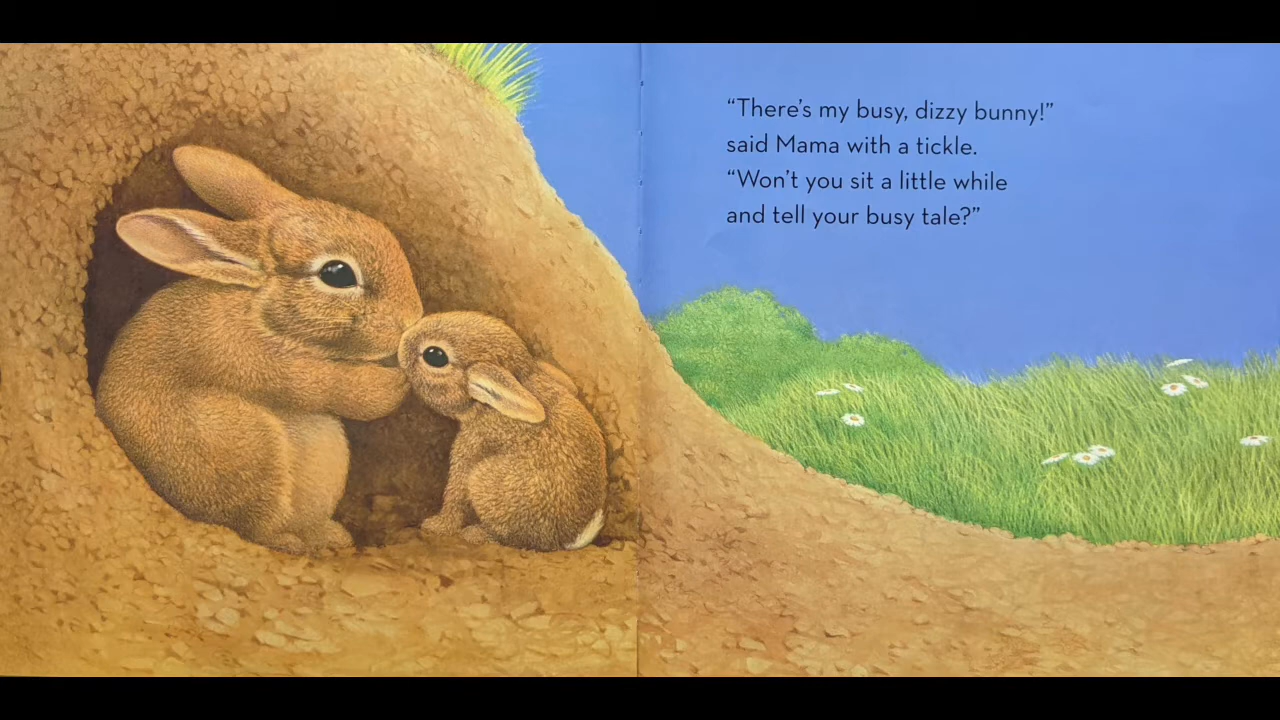 “There’s my busy, dizzy bunny!”
said Mama with a tickle.
“Won’t you sit a little while
and tell your busy tale?”